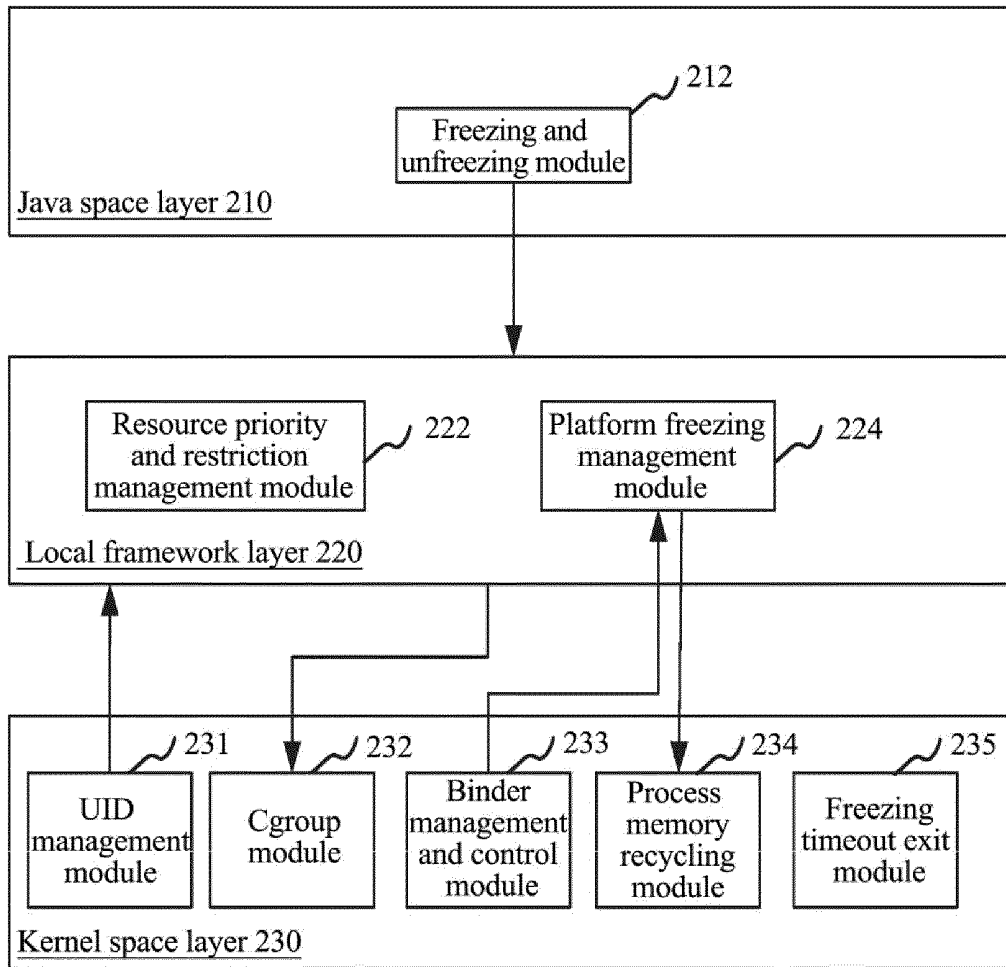 212
Freezing and
unfreezing module
Java space layer 210
Resource priority
and restriction
management module
222
Platform freezing
management
module
224
Local framework layer 220
231
232
233
234
235
UID
management
module
Cgroup
module
Binder
management
and control
module
Process
memory
recycling
module
Freezing
timeout exit
module
Kernel space layer 230